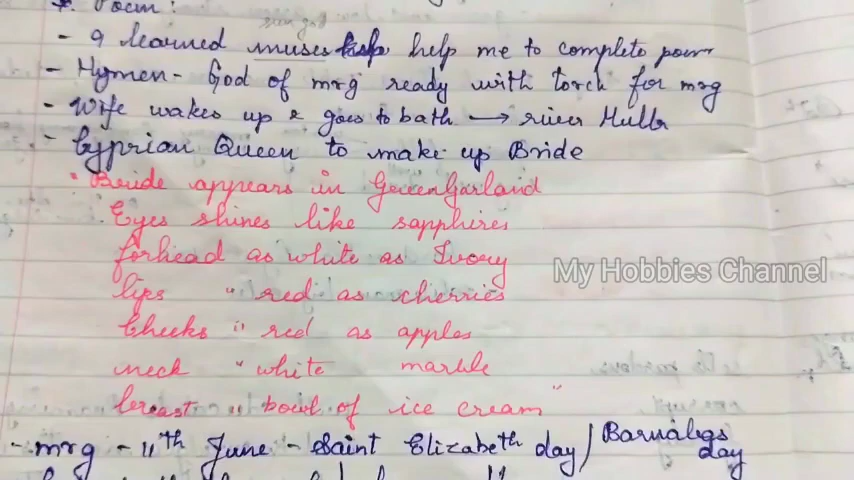 * Poem:
- 9 learned muses help me to complete poem
- Hymen - God of mrg ready with torch for mrg
- Wife wakes up & goes to bath → river Mulla
- Cyprian Queen to make up Bride
"Bride appears in Green Garland
Eyes shines like sapphires
forhead as white as Ivory
My Hobbies Channel
lips " red as cherries
Cheeks " red as apples
neck " white marble
breast " bowl of ice cream"
- mrg - 11th June - Saint Elizabeth day / Barnabas day